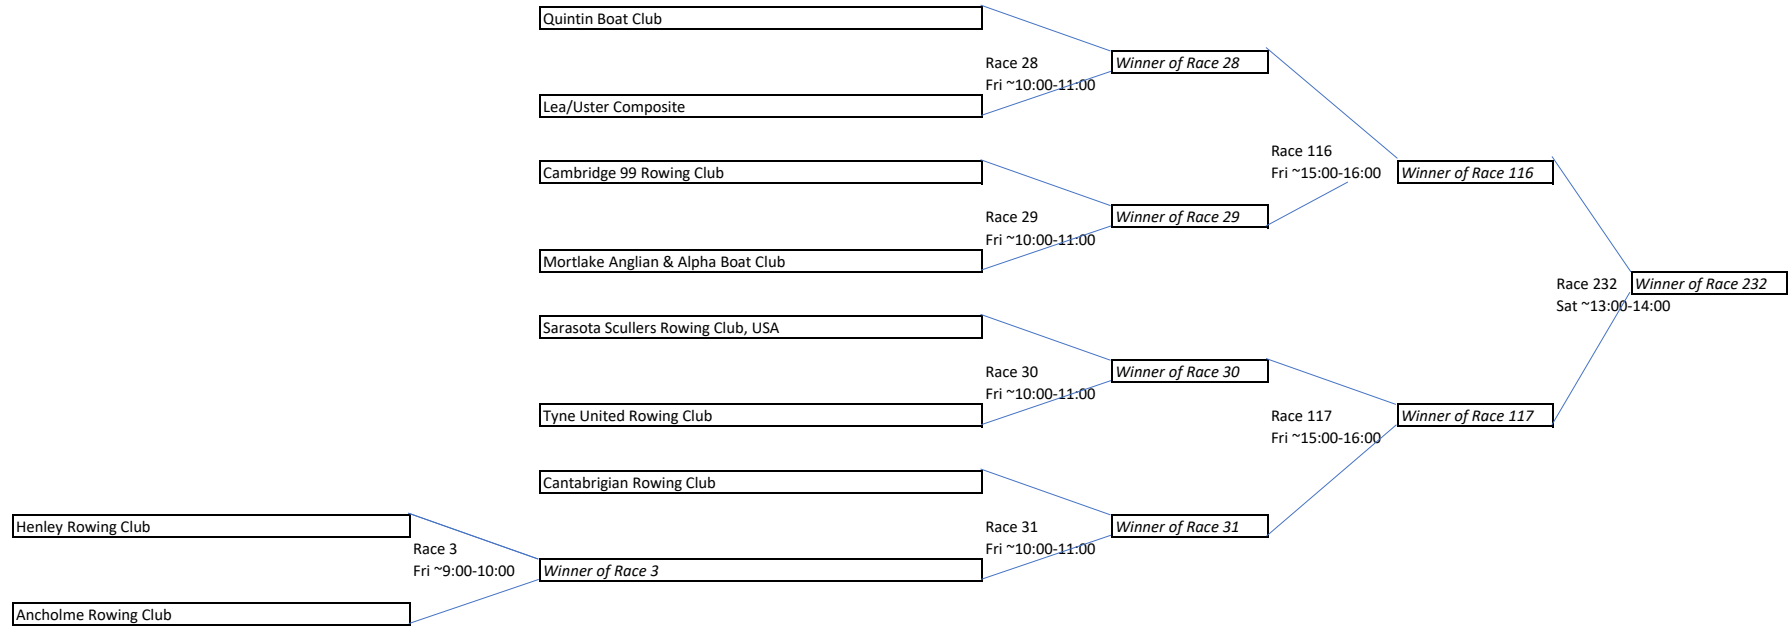 Quintin Boat Club
Race 28
Fri ~10:00-11:00
Winner of Race 28
Lea/Uster Composite
Race 116
Fri ~15:00-16:00
Winner of Race 116
Cambridge 99 Rowing Club
Race 29
Fri ~10:00-11:00
Winner of Race 29
Mortlake Anglian & Alpha Boat Club
Race 232
Sat ~13:00-14:00
Winner of Race 232
Sarasota Scullers Rowing Club, USA
Race 30
Fri ~10:00-11:00
Winner of Race 30
Tyne United Rowing Club
Race 117
Fri ~15:00-16:00
Winner of Race 117
Cantabrigian Rowing Club
Henley Rowing Club
Race 31
Fri ~10:00-11:00
Winner of Race 31
Race 3
Fri ~9:00-10:00
Winner of Race 3
Ancholme Rowing Club